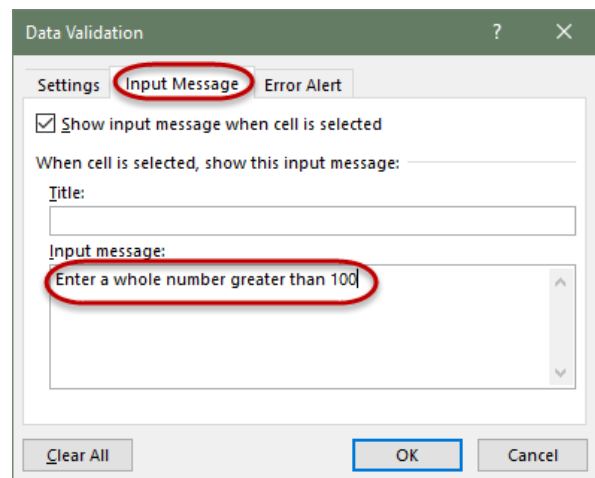 Data Validation ? ×
Settings Input Message Error Alert
Show input message when cell is selected
When cell is selected, show this input message:
Title:
Input message:
Enter a whole number greater than 100
Clear All OK Cancel